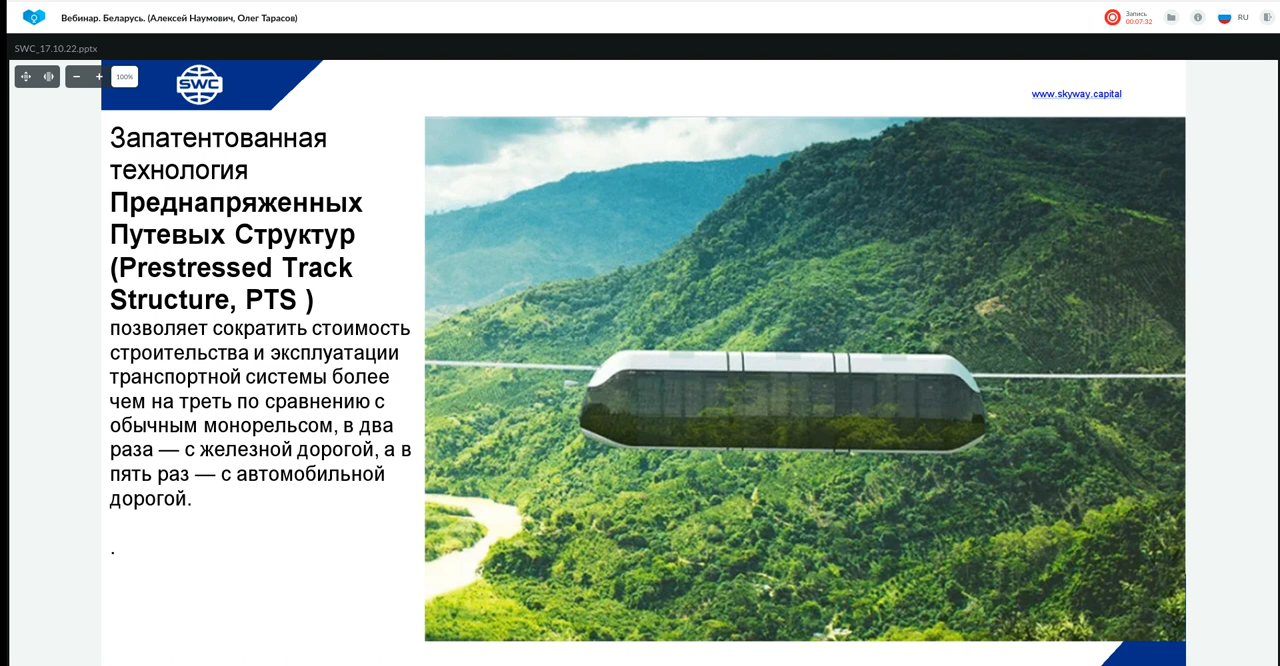 Вебинар. Беларусь. (Алексей Наумович, Олег Тарасов)
Запись
00:07:32
RU
SWC_17.10.22.pptx
100%
SWC
www.skyway.capital
Запатентованная
технология
Преднапряженных
Путевых Структур
(Prestressed Track
Structure, PTS )
позволяет сократить стоимость
строительства и эксплуатации
транспортной системы более
чем на треть по сравнению с
обычным монорельсом, в два
раза — с железной дорогой, а в
пять раз — с автомобильной
дорогой.
.